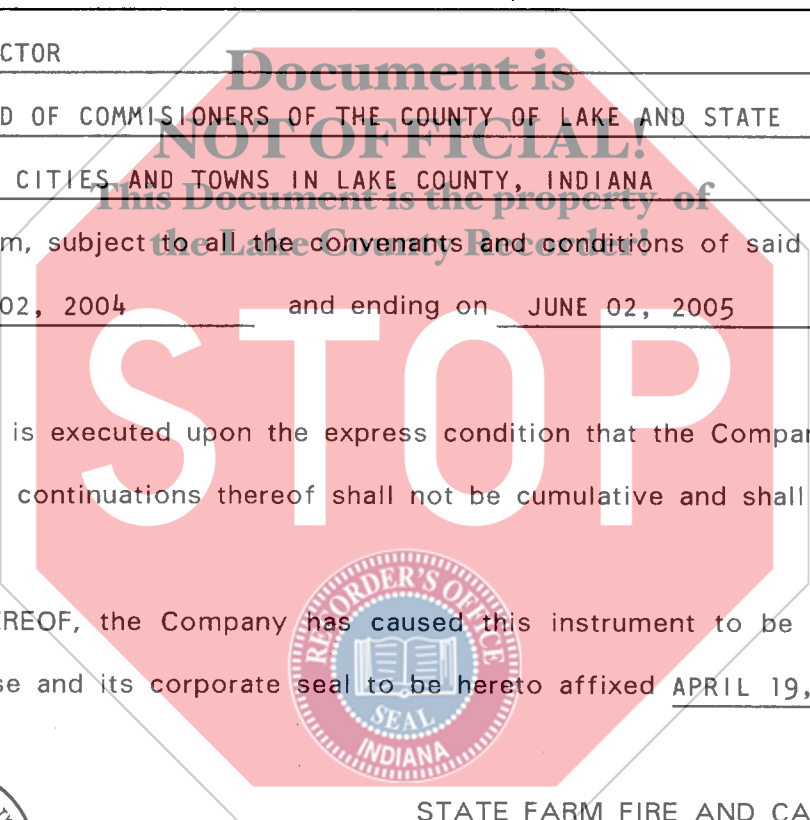 CTOR
Document is
D OF COMMISIONERS OF THE COUNTY OF LAKE AND STATE
NOT OFFICIAL!
CITIES AND TOWNS IN LAKE COUNTY, INDIANA
This Document is the property of
m, subject to all the convenants and conditions of said
the Lake County Recorder!
02, 2004 and ending on JUNE 02, 2005
STOP
is executed upon the express condition that the Compan
continuations thereof shall not be cumulative and shall
RECORDER'S OFFICE
EREOF, the Company has caused this instrument to be
se and its corporate seal to be hereto affixed APRIL 19,
SEAL
INDIANA
STATE FARM FIRE AND CA